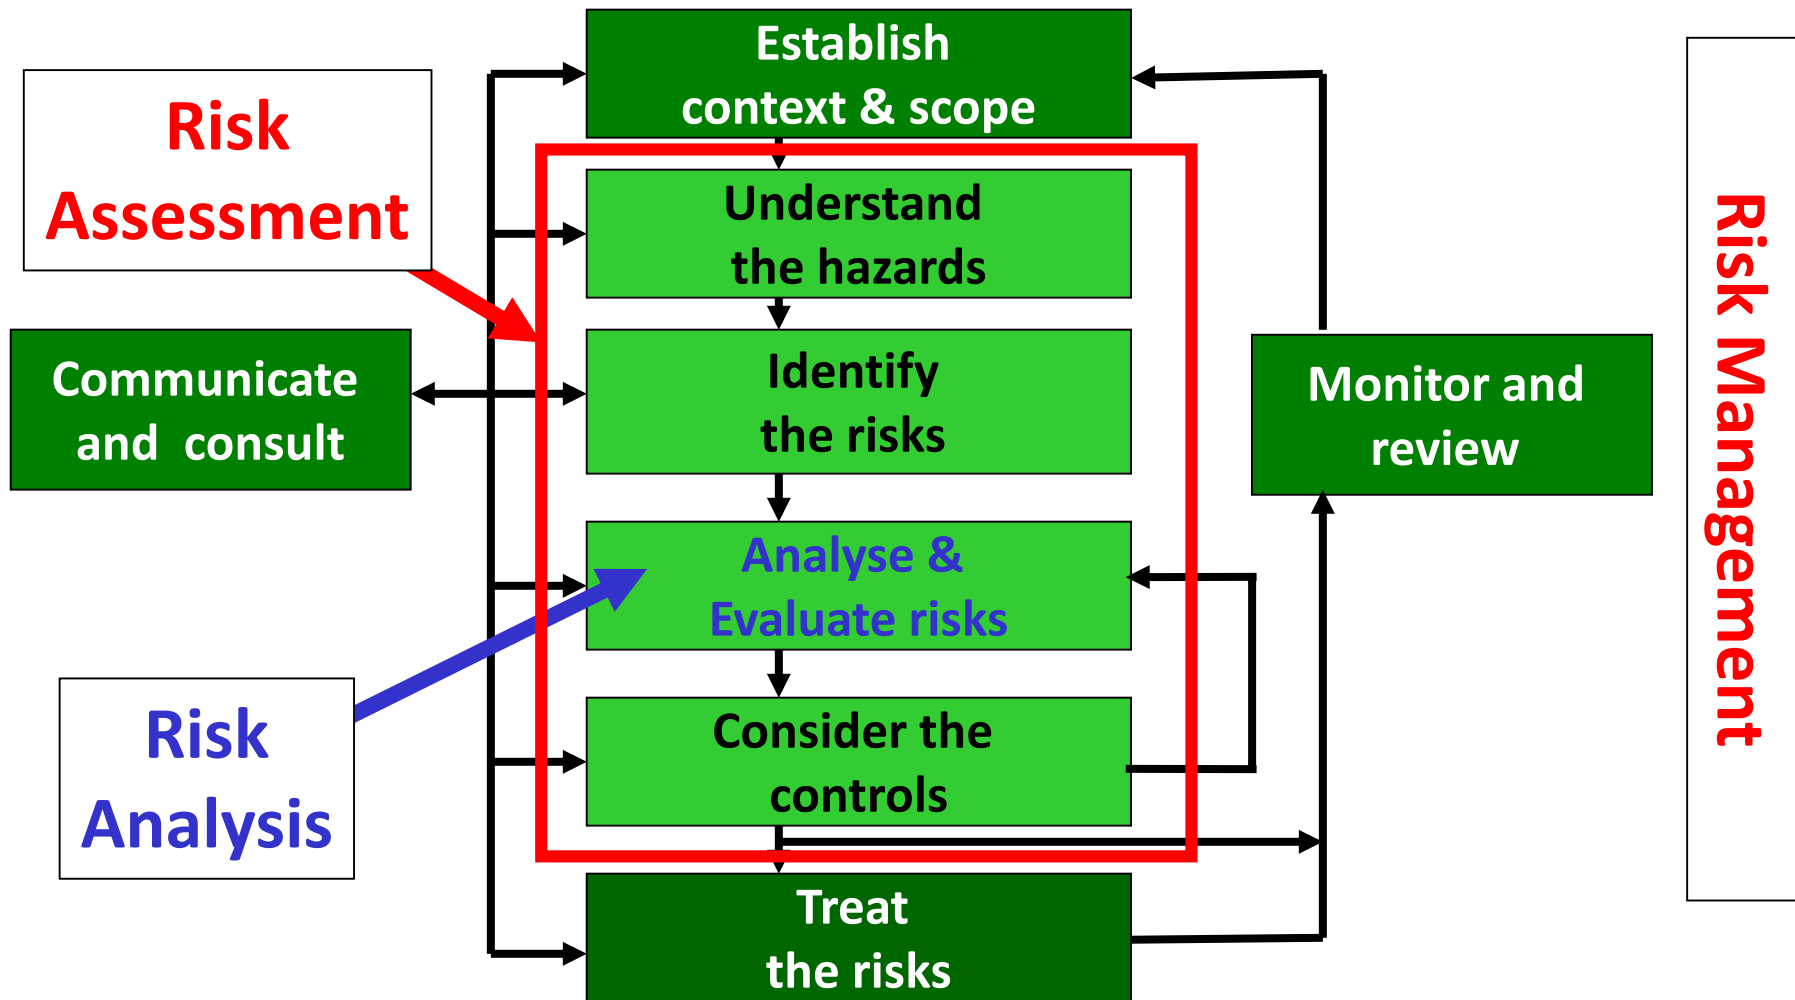 Establish
context & scope
Risk
Assessment
Understand
the hazards
Communicate
and consult
Identify
the risks
Monitor and
review
Risk Management
Analyse &
Evaluate risks
Risk
Analysis
Consider the
controls
Treat
the risks